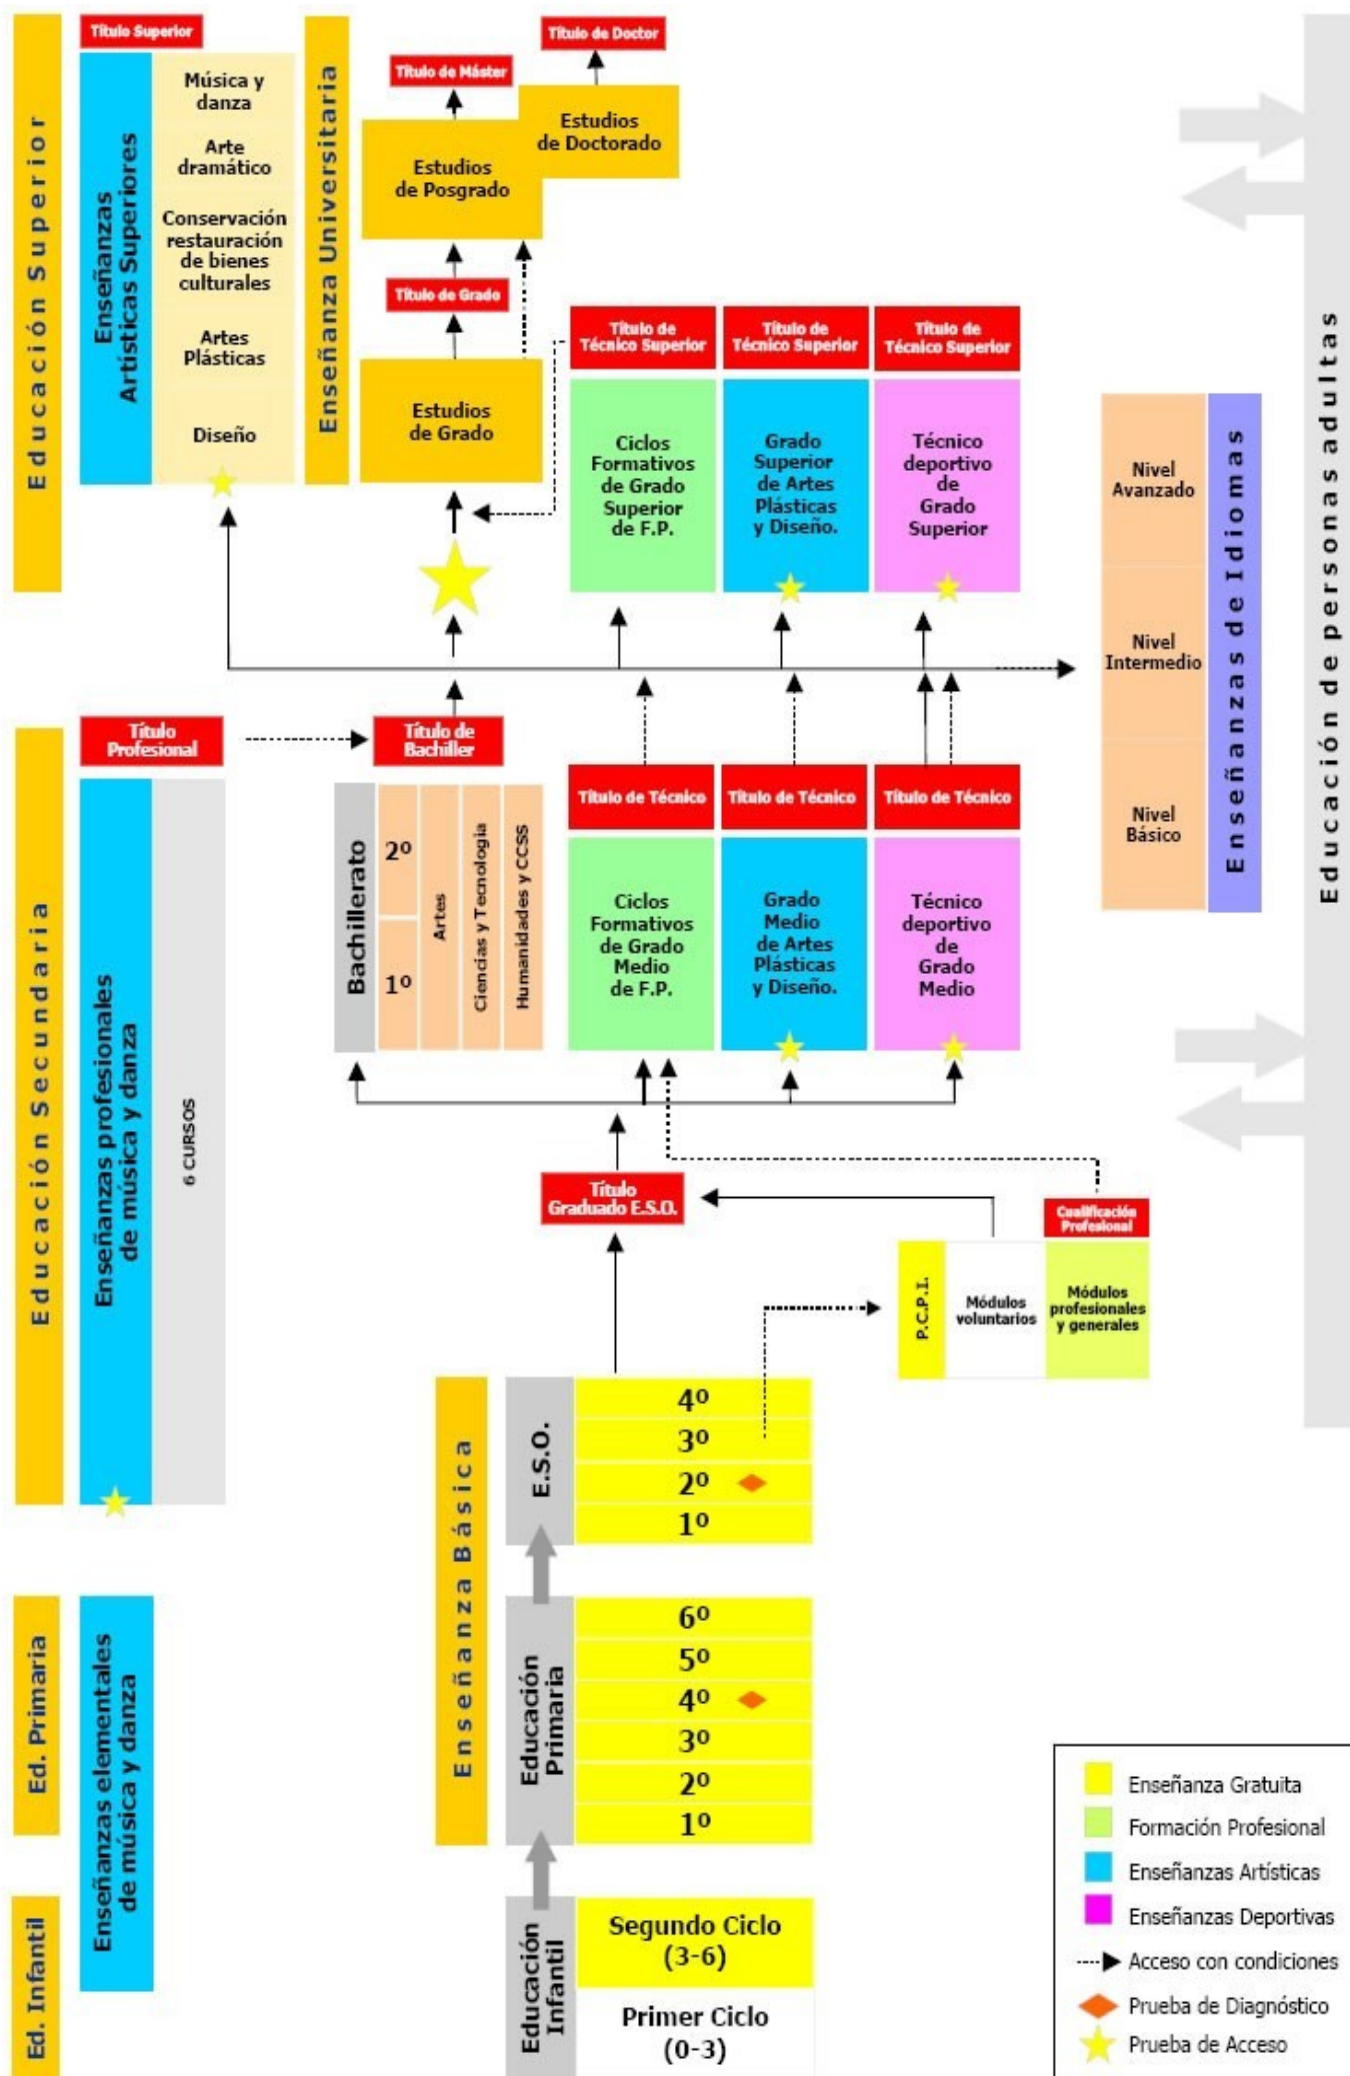 Educación Superior
Título Superior
Enseñanzas
Artísticas Superiores
Música y
danza
Arte
dramático
Conservación
restauración
de bienes
culturales
Artes
Plásticas
Diseño
Enseñanza Universitaria
Título de Doctor
Título de Máster
Estudios
de Doctorado
Estudios
de Posgrado
Título de Grado
Estudios
de Grado
Título de
Técnico Superior
Título de
Técnico Superior
Título de
Técnico Superior
Ciclos
Formativos
de Grado
Superior
de F.P.
Grado
Superior
de Artes
Plásticas
y Diseño.
Técnico
deportivo
de
Grado
Superior
Nivel
Avanzado
Nivel
Intermedio
Nivel
Básico
Enseñanzas de Idiomas
Educación de personas adultas
Educación Secundaria
Título
Profesional
Enseñanzas profesionales
de música y danza
6 CURSOS
Título de
Bachiller
Bachillerato
2º
1º
Artes
Ciencias y Tecnología
Humanidades y CCSS
Título de Técnico
Título de Técnico
Título de Técnico
Ciclos
Formativos
de Grado
Medio
de F.P.
Grado
Medio
de Artes
Plásticas
y Diseño.
Técnico
deportivo
de
Grado
Medio
Título
Graduado E.S.O.
Cualificación
Profesional
P.C.P.I.
Módulos
voluntarios
Módulos
profesionales
y generales
Enseñanza Básica
E.S.O.
4º
3º
2º
1º
Ed. Primaria
Enseñanzas elementales
de música y danza
Educación
Primaria
6º
5º
4º
3º
2º
1º
Ed. Infantil
Educación
Infantil
Segundo Ciclo
(3-6)
Primer Ciclo
(0-3)
Enseñanza Gratuita
Formación Profesional
Enseñanzas Artísticas
Enseñanzas Deportivas
Acceso con condiciones
Prueba de Diagnóstico
Prueba de Acceso